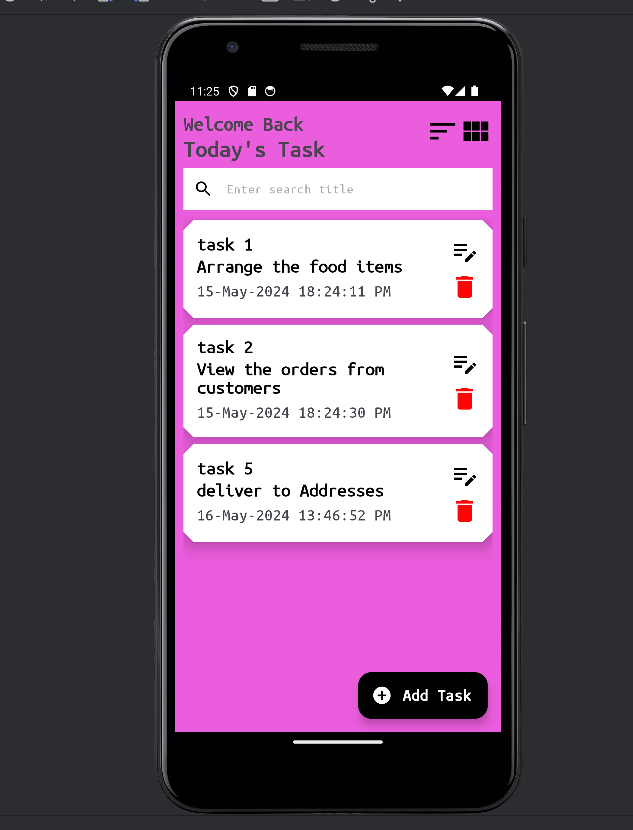 11:25
Welcome Back
Today's Task
Enter search title
task 1
Arrange the food items
15-May-2024 18:24:11 PM
task 2
View the orders from
customers
15-May-2024 18:24:30 PM
task 5
deliver to Addresses
16-May-2024 13:46:52 PM
Add Task